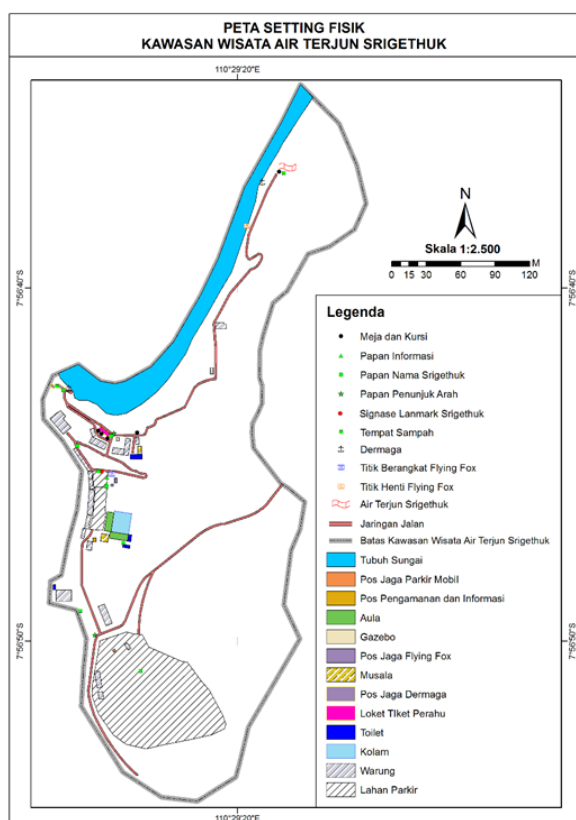 PETA SETTING FISIK
KAWASAN WISATA AIR TERJUN SRIGETHUK
110°29'20"E
N
Skala 1:2.500
M
0 15 30 60 90 120
7°56'40"S
7°56'40"S
Legenda
Meja dan Kursi
Papan Informasi
Papan Nama Srigethuk
Papan Penunjuk Arah
Signase Lanmark Srigethuk
Tempat Sampah
Dermaga
Titik Berangkat Flying Fox
Titik Henti Flying Fox
Air Terjun Srigethuk
Jaringan Jalan
Batas Kawasan Wisata Air Terjun Srigethuk
Tubuh Sungai
Pos Jaga Parkir Mobil
Pos Pengamanan dan Informasi
Aula
Gazebo
Pos Jaga Flying Fox
Musala
Pos Jaga Dermaga
Loket TIket Perahu
Toilet
Kolam
Warung
Lahan Parkir
7°56'50"S
7°56'50"S
110°29'20"E